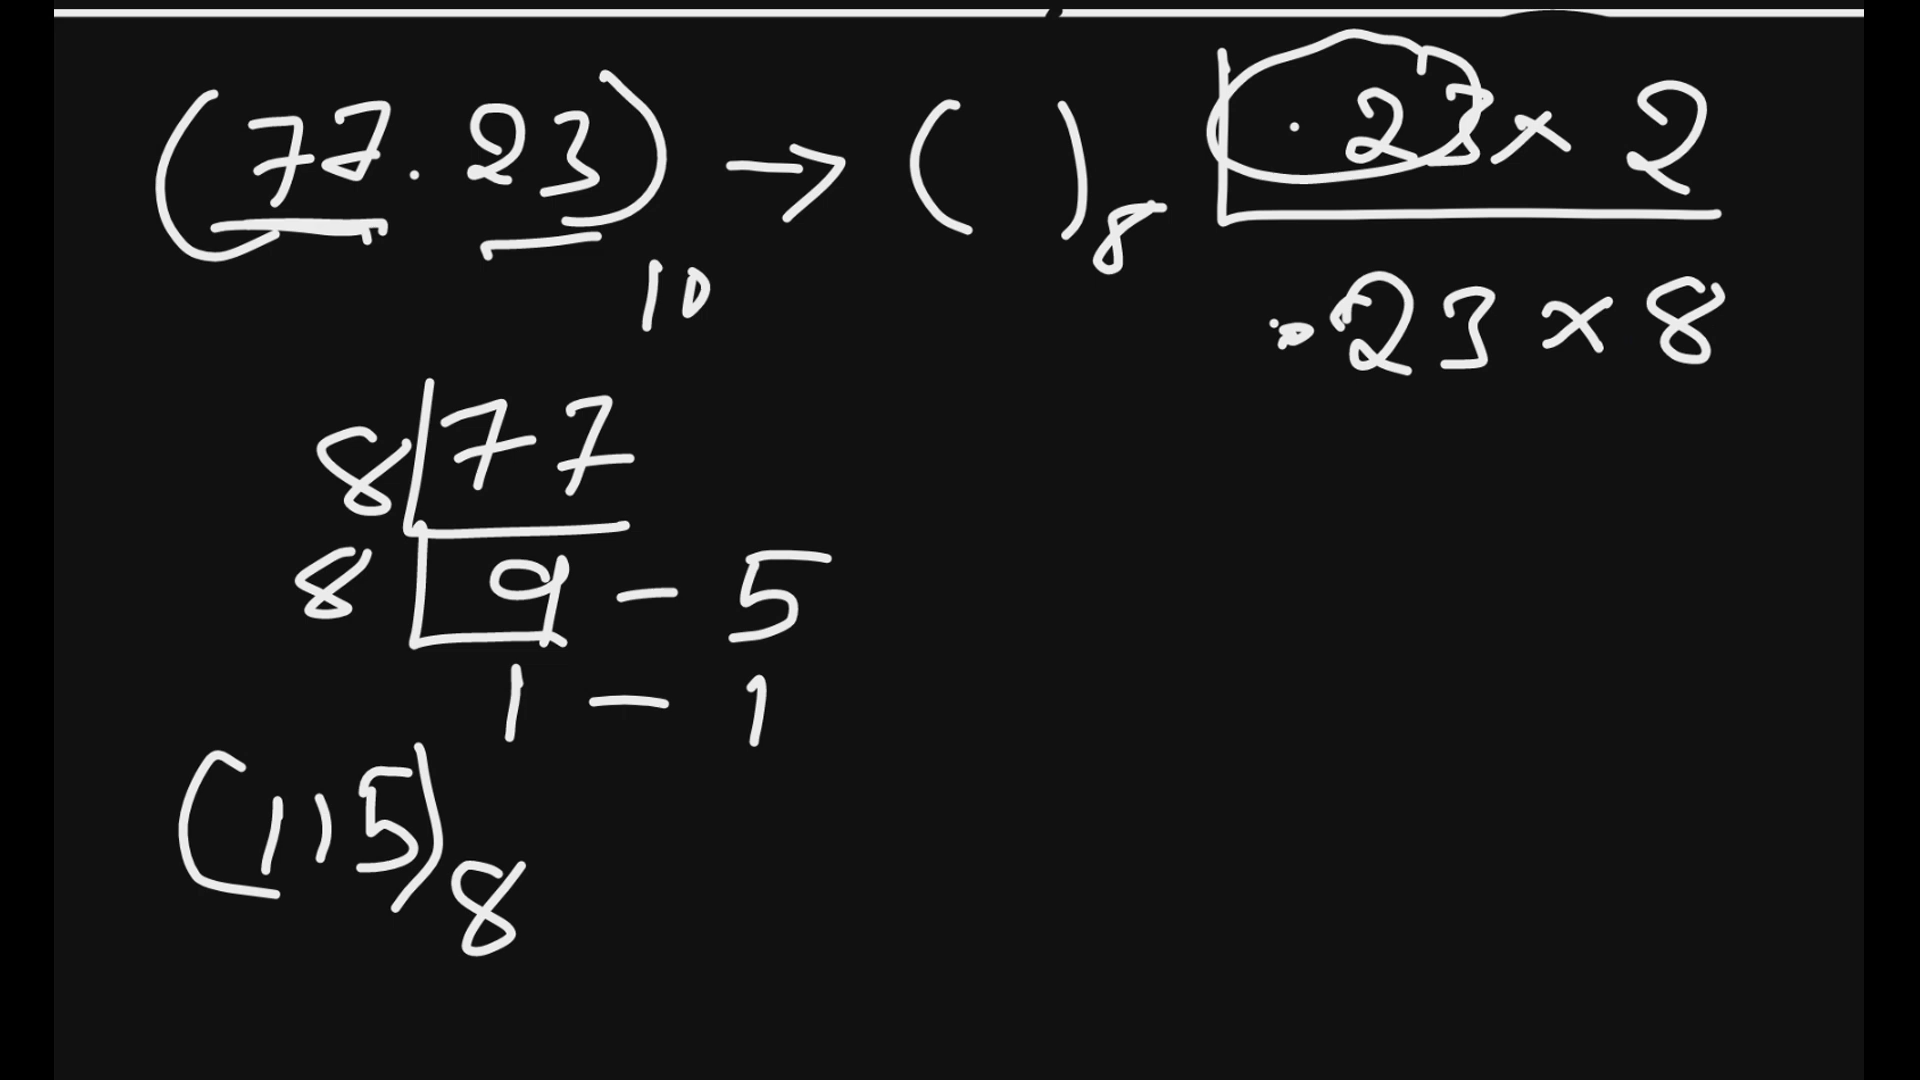 (77.23)10 → ( )8
.23 × 2
.23 × 8
8 77
8 9 - 5
1 - 1
(115)8